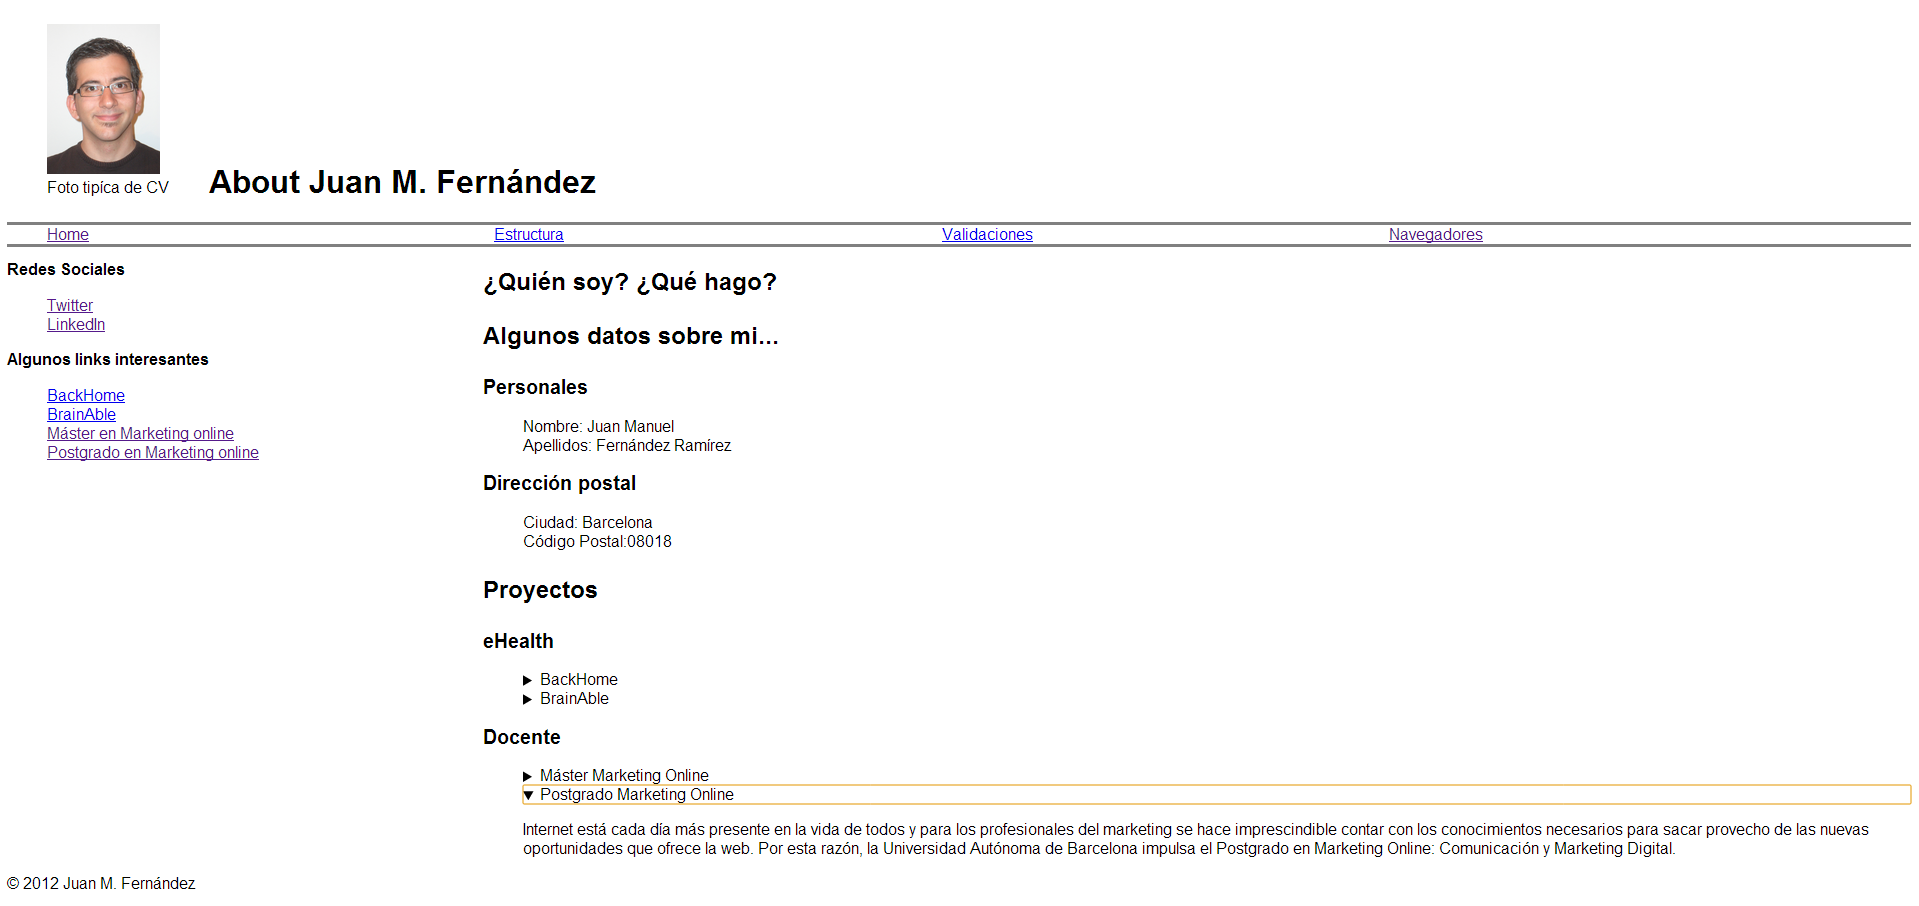 Foto tipíca de CV
About Juan M. Fernández
Home Estructura Validaciones Navegadores
Redes Sociales
Twitter
LinkedIn
Algunos links interesantes
BackHome
BrainAble
Máster en Marketing online
Postgrado en Marketing online
¿Quién soy? ¿Qué hago?
Algunos datos sobre mi...
Personales
Nombre: Juan Manuel
Apellidos: Fernández Ramírez
Dirección postal
Ciudad: Barcelona
Código Postal:08018
Proyectos
eHealth
BackHome
BrainAble
Docente
Máster Marketing Online
Postgrado Marketing Online
Internet está cada día más presente en la vida de todos y para los profesionales del marketing se hace imprescindible contar con los conocimientos necesarios para sacar provecho de las nuevas
oportunidades que ofrece la web. Por esta razón, la Universidad Autónoma de Barcelona impulsa el Postgrado en Marketing Online: Comunicación y Marketing Digital.
© 2012 Juan M. Fernández